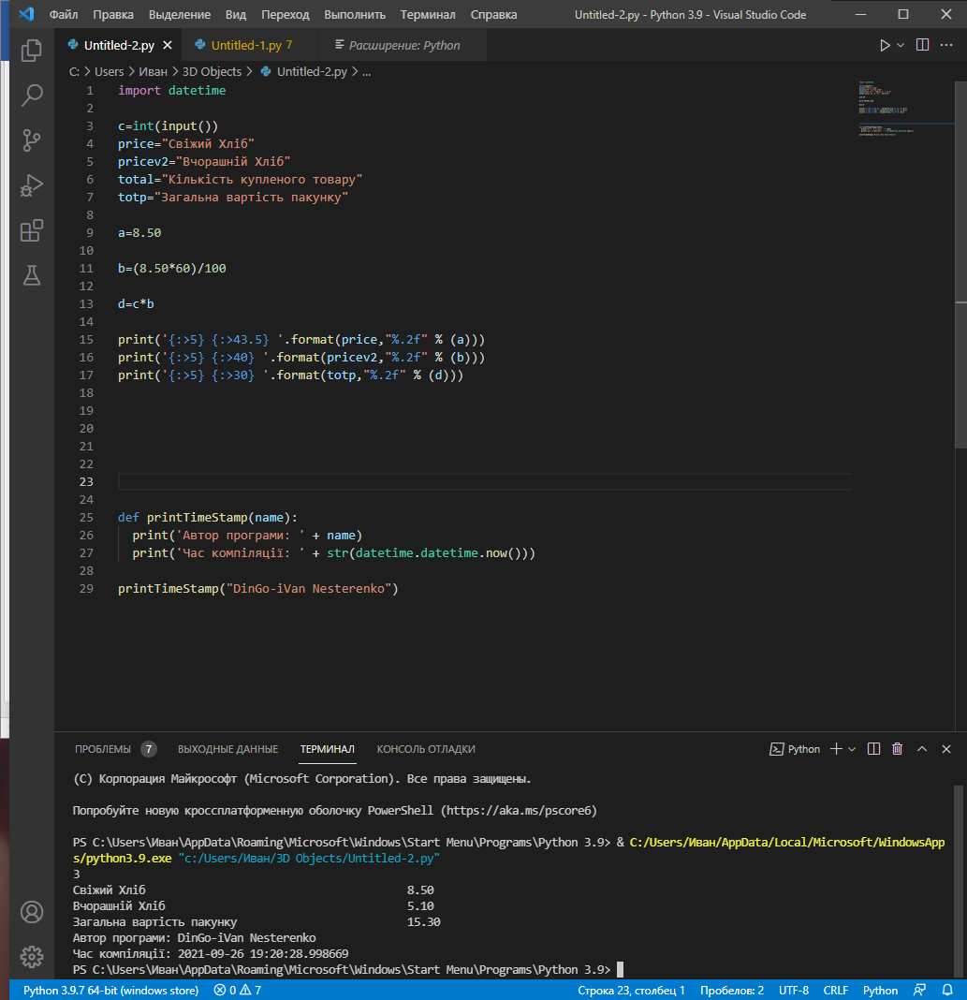 Файл Правка Выделение Вид Переход Выполнить Терминал Справка Untitled-2.py - Python 3.9 - Visual Studio Code
Untitled-2.py Untitled-1.py 7 Расширение: Python
C: > Users > Иван > 3D Objects > Untitled-2.py > ...
1 import datetime
2
3 c=int(input())
4 price="Свіжий Хліб"
5 pricev2="Вчорашній Хліб"
6 total="Кількість купленого товару"
7 totp="Загальна вартість пакунку"
8
9 a=8.50
10
11 b=(8.50*60)/100
12
13 d=c*b
14
15 print('{:>5} {:>43.5} '.format(price,"%.2f" % (a)))
16 print('{:>5} {:>40} '.format(pricev2,"%.2f" % (b)))
17 print('{:>5} {:>30} '.format(totp,"%.2f" % (d)))
18
19
20
21
22
23
24
25 def printTimeStamp(name):
26 print('Автор програми: ' + name)
27 print('Час компіляції: ' + str(datetime.datetime.now()))
28
29 printTimeStamp("DinGo-iVan Nesterenko")
ПРОБЛЕМЫ 7 ВЫХОДНЫЕ ДАННЫЕ ТЕРМИНАЛ КОНСОЛЬ ОТЛАДКИ Python
(C) Корпорация Майкрософт (Microsoft Corporation). Все права защищены.
Попробуйте новую кроссплатформенную оболочку PowerShell (https://aka.ms/pscore6)
PS C:\Users\Иван\AppData\Roaming\Microsoft\Windows\Start Menu\Programs\Python 3.9> & C:/Users/Иван/AppData/Local/Microsoft/WindowsApp
s/python3.9.exe "c:/Users/Иван/3D Objects/Untitled-2.py"
3
Свіжий Хліб 8.50
Вчорашній Хліб 5.10
Загальна вартість пакунку 15.30
Автор програми: DinGo-iVan Nesterenko
Час компіляції: 2021-09-26 19:20:28.998669
PS C:\Users\Иван\AppData\Roaming\Microsoft\Windows\Start Menu\Programs\Python 3.9>
Python 3.9.7 64-bit (windows store) 0 7 Строка 23, столбец 1 Пробелов: 2 UTF-8 CRLF Python